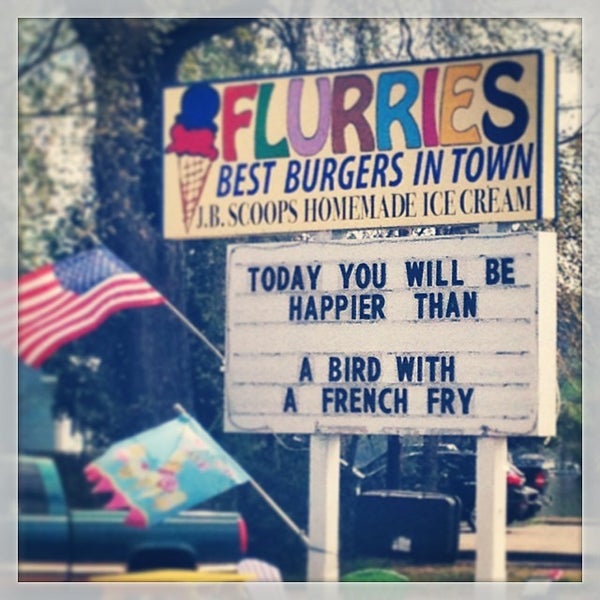 FLURRIES
BEST BURGERS IN TOWN
J.B. SCOOPS HOMEMADE ICE CREAM
TODAY YOU WILL BE
HAPPIER THAN
A BIRD WITH
A FRENCH FRY